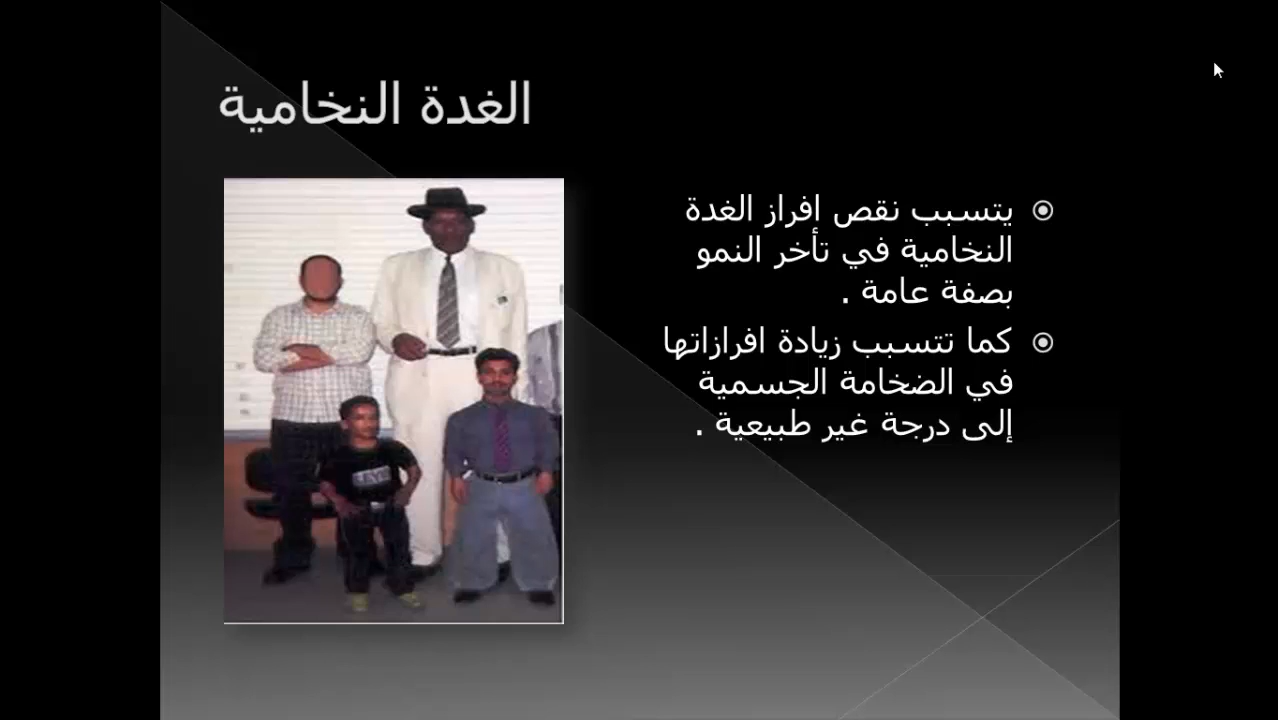 الغدة النخامية
يتسبب نقص افراز الغدة
النخامية في تأخر النمو
بصفة عامة .
كما تتسبب زيادة افرازاتها
في الضخامة الجسمية
إلى درجة غير طبيعية .